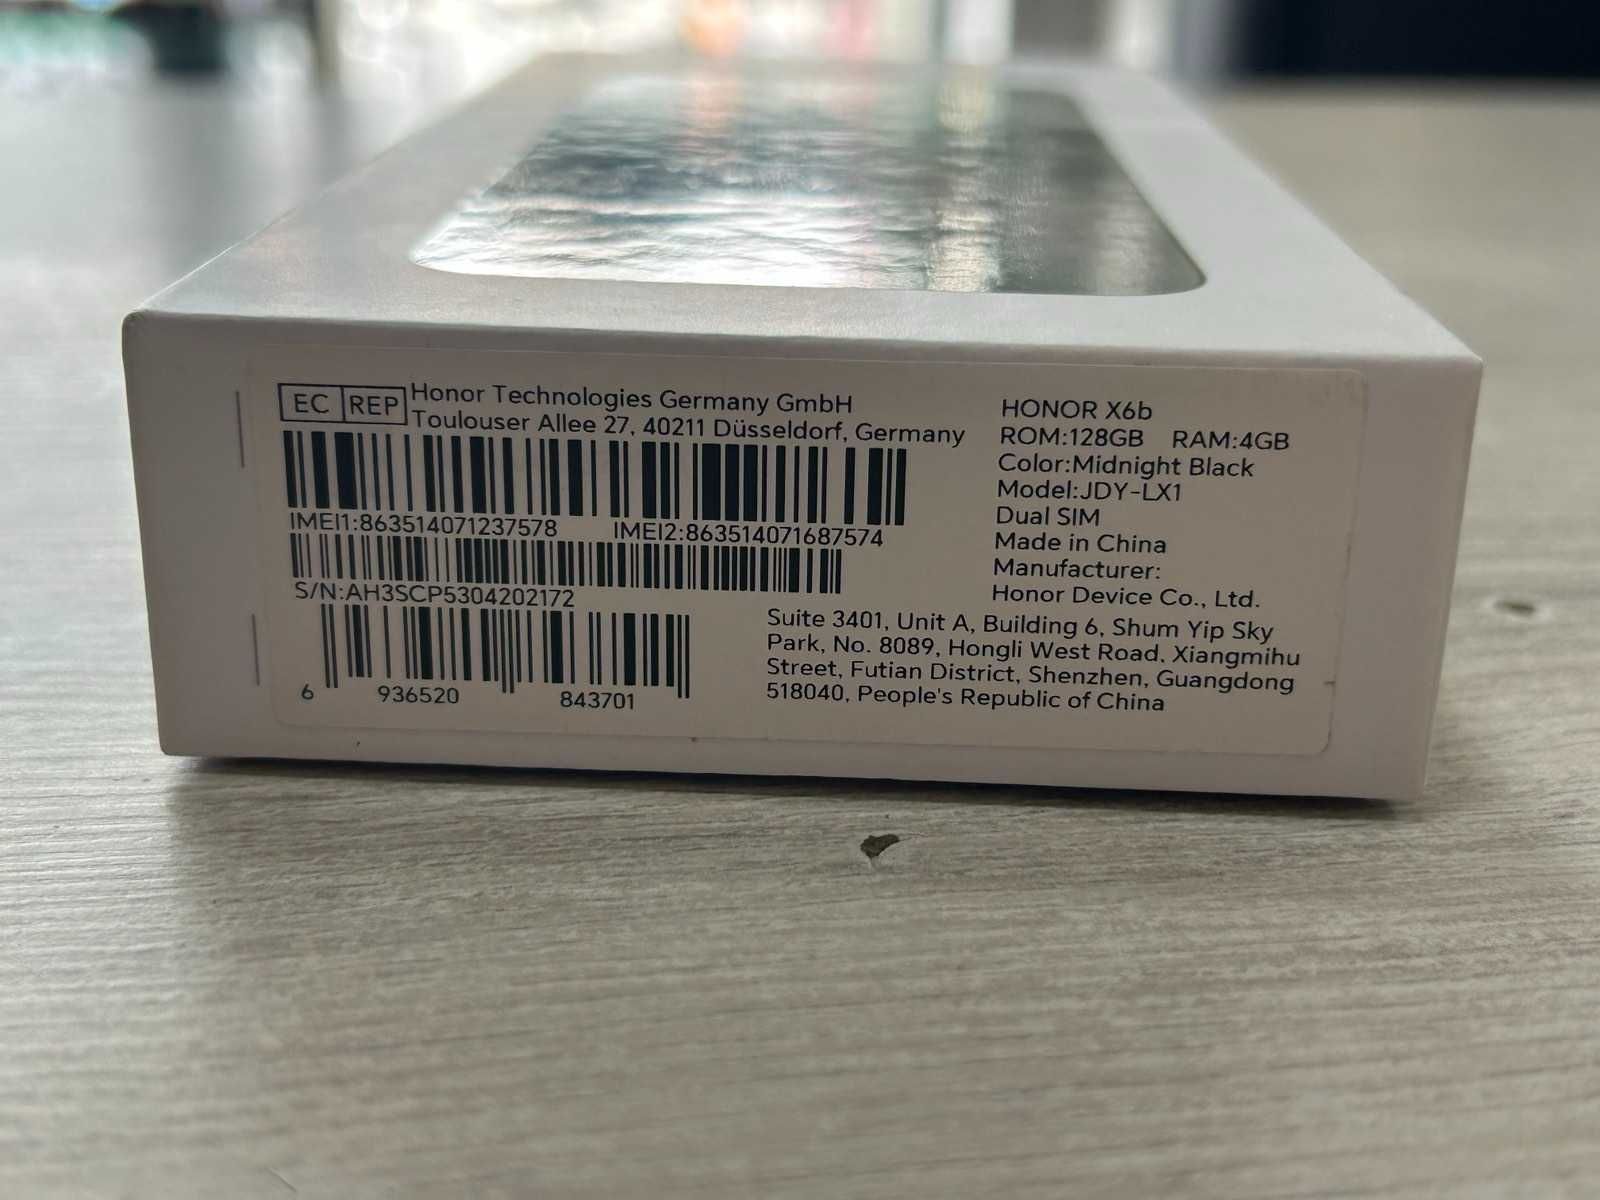 EC REP
Honor Technologies Germany GmbH
Toulouser Allee 27, 40211 Düsseldorf, Germany
IMEI1:863514071237578 IMEI2:863514071687574
S/N:AH3SCP5304202172
6 936520 843701
HONOR X6b
ROM:128GB RAM:4GB
Color:Midnight Black
Model:JDY-LX1
Dual SIM
Made in China
Manufacturer:
Honor Device Co., Ltd.
Suite 3401, Unit A, Building 6, Shum Yip Sky
Park, No. 8089, Hongli West Road, Xiangmihu
Street, Futian District, Shenzhen, Guangdong
518040, People's Republic of China